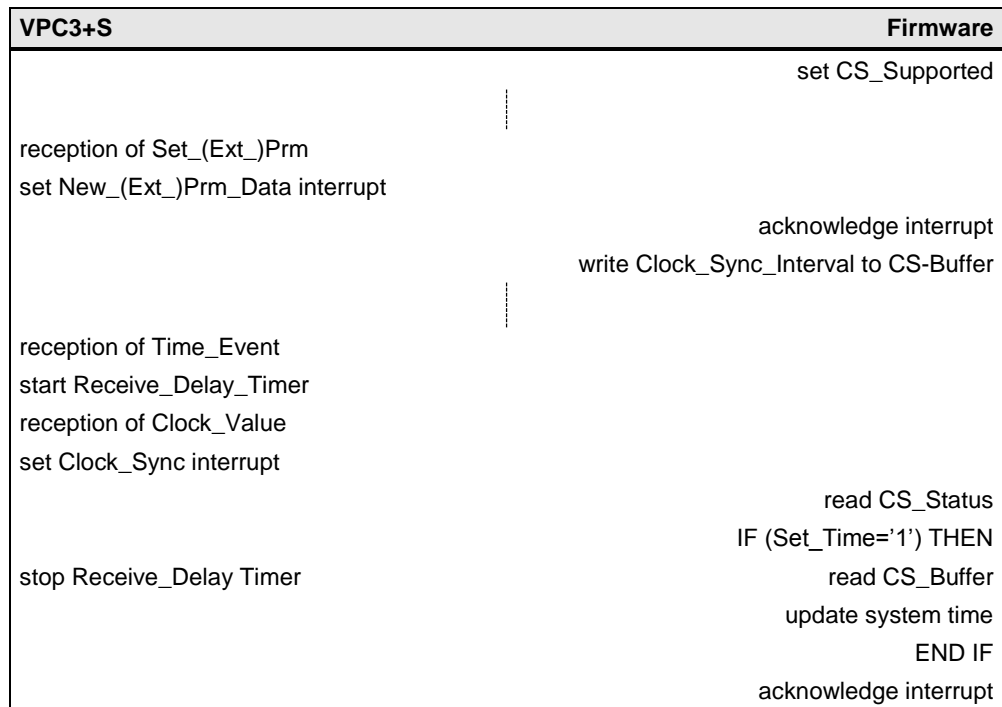 VPC3+S Firmware
set CS_Supported
reception of Set_(Ext_)Prm
set New_(Ext_)Prm_Data interrupt
acknowledge interrupt
write Clock_Sync_Interval to CS-Buffer
reception of Time_Event
start Receive_Delay_Timer
reception of Clock_Value
set Clock_Sync interrupt
read CS_Status
IF (Set_Time=’1’) THEN
stop Receive_Delay Timer read CS_Buffer
update system time
END IF
acknowledge interrupt